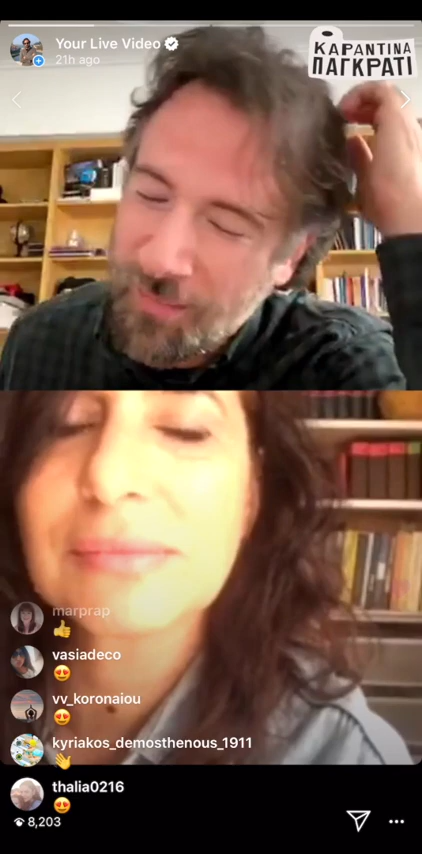 Your Live Video
21h ago
ΚΑΡΑΝΤΙΝΑ
ΠΑΓΚΡΑΤΙ
marprap
👍
vasiadeco
😍
vv_koronaiou
😍
kyriakos_demosthenous_1911
👋
thalia0216
😍
8,203